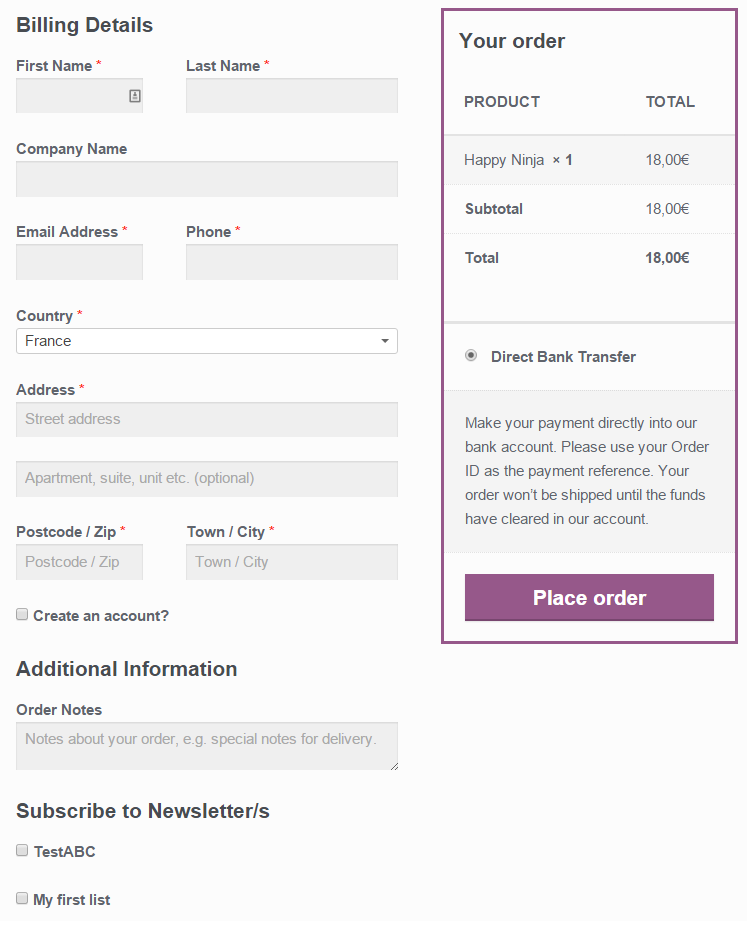 Billing Details
First Name * Last Name *
Company Name
Email Address * Phone *
Country *
France
Address *
Street address
Apartment, suite, unit etc. (optional)
Postcode / Zip * Town / City *
Postcode / Zip Town / City
Create an account?
Additional Information
Order Notes
Notes about your order, e.g. special notes for delivery.
Subscribe to Newsletter/s
TestABC
My first list
Your order
PRODUCT TOTAL
Happy Ninja × 1 18,00€
Subtotal 18,00€
Total 18,00€
Direct Bank Transfer
Make your payment directly into our
bank account. Please use your Order
ID as the payment reference. Your
order won’t be shipped until the funds
have cleared in our account.
Place order